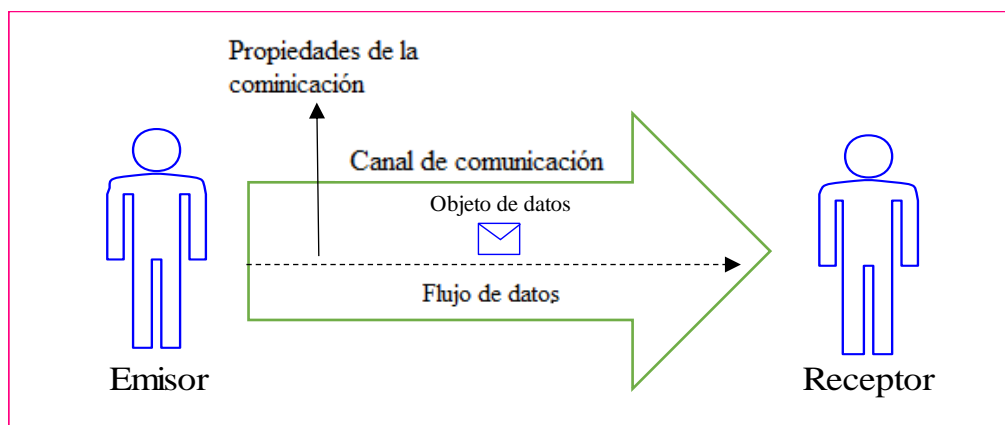 Propiedades de la
cominicación
Canal de comunicación
Objeto de datos
Flujo de datos
Emisor
Receptor